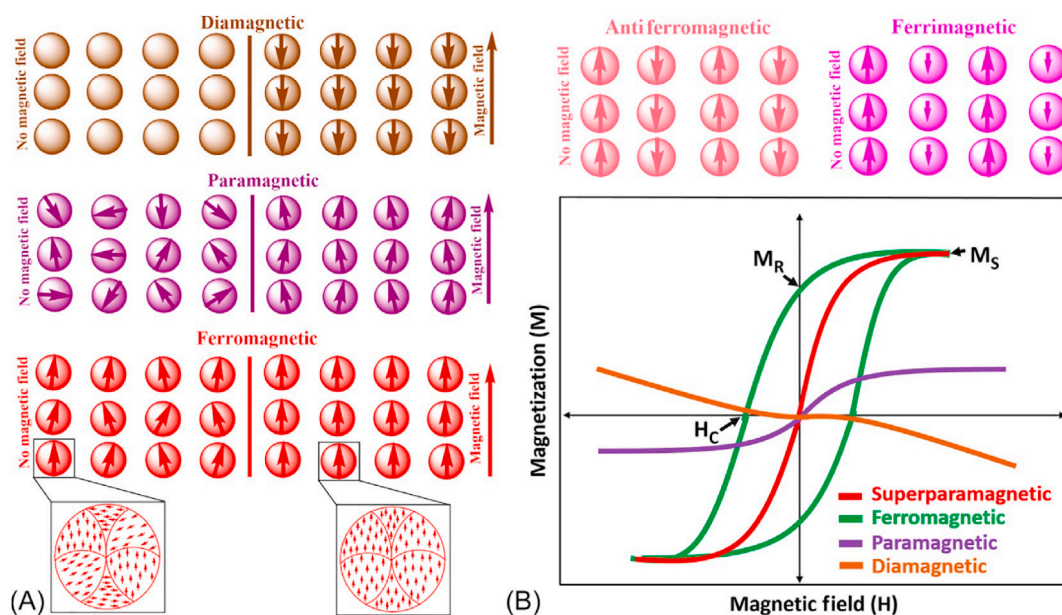 Diamagnetic
No magnetic field
Magnetic field
Paramagnetic
No magnetic field
Magnetic field
Ferromagnetic
No magnetic field
Magnetic field
(A)
Anti ferromagnetic
No magnetic field
Ferrimagnetic
No magnetic field
M_R
M_S
H_C
Magnetization (M)
Superparamagnetic
Ferromagnetic
Paramagnetic
Diamagnetic
Magnetic field (H)
(B)